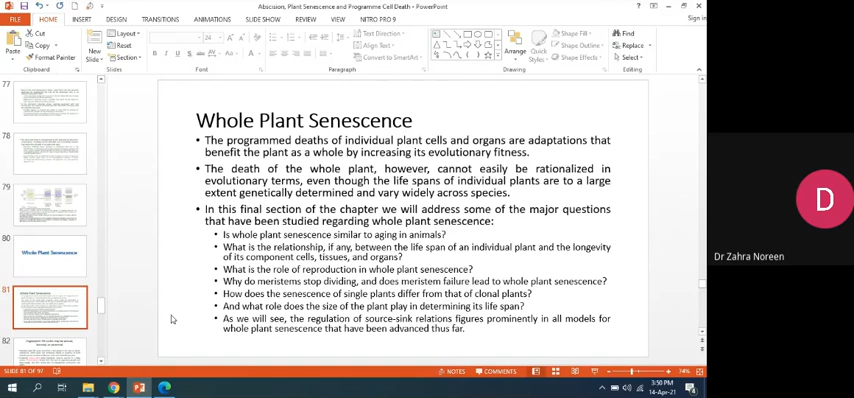 Abscision, Plant Senescence and Programme Cell Death - PowerPoint
Sign in
FILE HOME INSERT DESIGN TRANSITIONS ANIMATIONS SLIDE SHOW REVIEW VIEW NITRO PRO 9
Paste
Cut
Copy
Format Painter
Clipboard
New Slide
Layout
Reset
Section
Slides
Font
Text Direction
Align Text
Convert to SmartArt
Paragraph
Arrange
Quick Styles
Shape Fill
Shape Outline
Shape Effects
Drawing
Find
Replace
Select
Editing
77
78
79
80
Whole Plant Senescence
81
82
Whole Plant Senescence
• The programmed deaths of individual plant cells and organs are adaptations that
benefit the plant as a whole by increasing its evolutionary fitness.
• The death of the whole plant, however, cannot easily be rationalized in
evolutionary terms, even though the life spans of individual plants are to a large
extent genetically determined and vary widely across species.
• In this final section of the chapter we will address some of the major questions
that have been studied regarding whole plant senescence:
• Is whole plant senescence similar to aging in animals?
• What is the relationship, if any, between the life span of an individual plant and the longevity
of its component cells, tissues, and organs?
• What is the role of reproduction in whole plant senescence?
• Why do meristems stop dividing, and does meristem failure lead to whole plant senescence?
• How does the senescence of single plants differ from that of clonal plants?
• And what role does the size of the plant play in determining its life span?
• As we will see, the regulation of source-sink relations figures prominently in all models for
whole plant senescence that have been advanced thus far.
D
Dr Zahra Noreen
SLIDE 81 OF 97
NOTES
COMMENTS
74%
3:50 PM
14-Apr-21